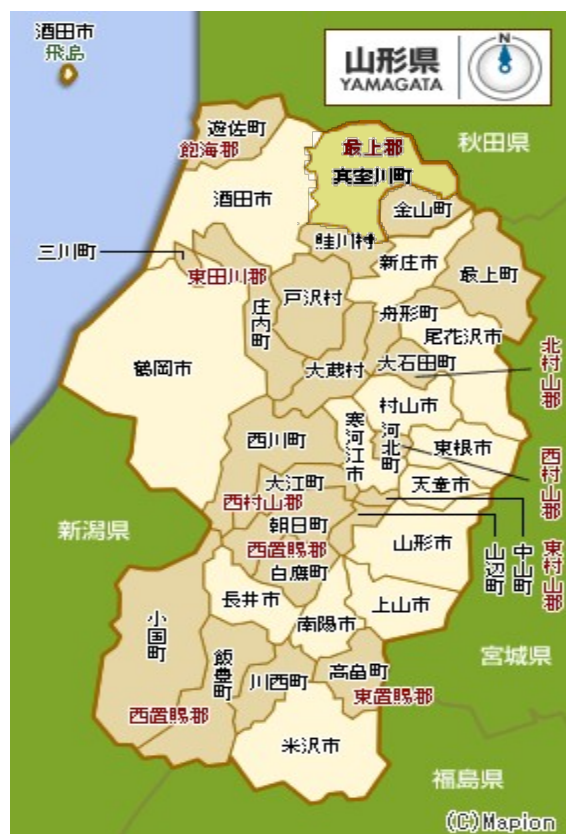 酒田市
飛島
山形県
YAMAGATA
N
遊佐町
飽海郡
最上郡
真室川町
秋田県
酒田市
金山町
鮭川村
三川町
新庄市
最上町
東田川郡
庄内町
戸沢村
舟形町
尾花沢市
北村山郡
鶴岡市
大蔵村
大石田町
村山市
西川町
寒河江市
河北町
東根市
西村山郡
大江町
天童市
西村山郡
新潟県
朝日町
山形市
山辺町
中山町
東村山郡
西置賜郡
白鷹町
長井市
上山市
小国町
南陽市
飯豊町
川西町
高畠町
宮城県
西置賜郡
東置賜郡
米沢市
福島県
(C)Mapion